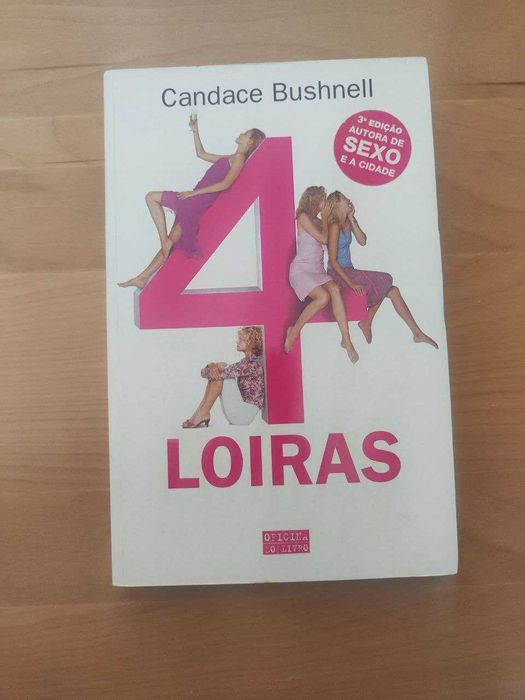 Candace Bushnell
3ª EDIÇÃO
AUTORA DE
SEXO
E A CIDADE
4
LOIRAS
OFICINA
DO LIVRO